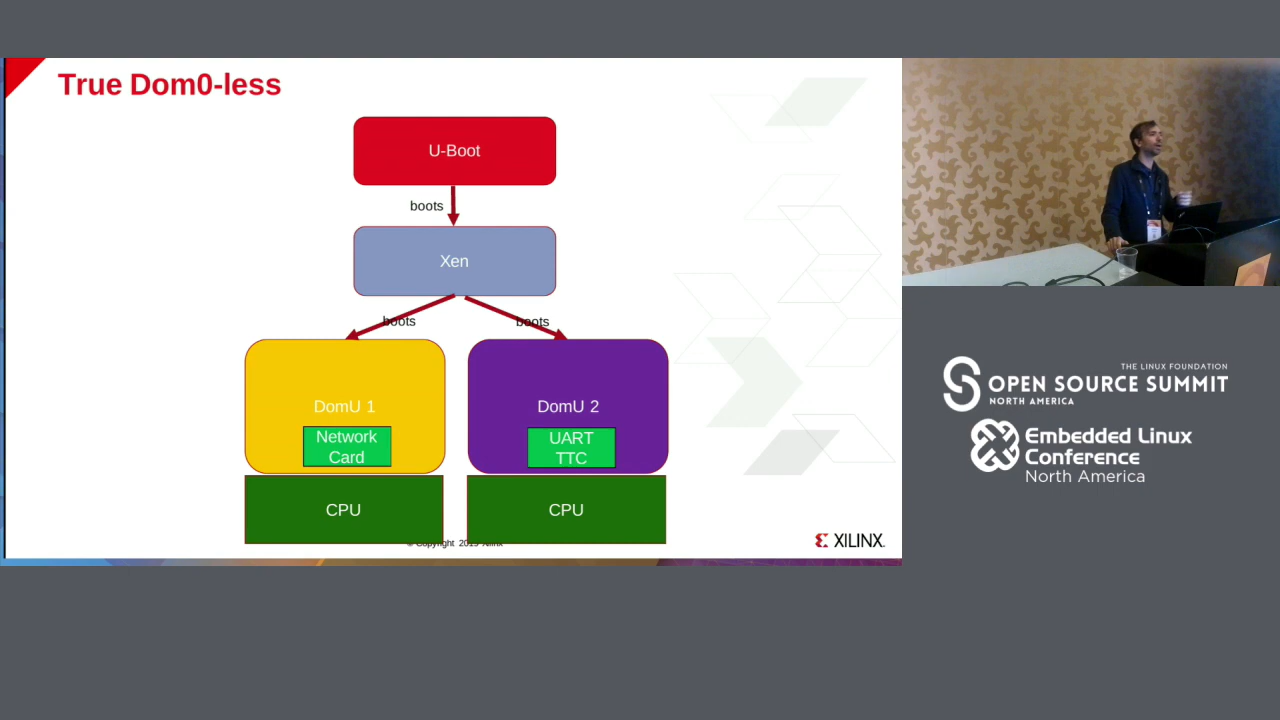 True Dom0-less
U-Boot
boots
Xen
boots
boots
DomU 1
DomU 2
Network
Card
UART
TTC
CPU
CPU
© Copyright 2019 Xilinx
XILINX
THE LINUX FOUNDATION
OPEN SOURCE SUMMIT
NORTH AMERICA
Embedded Linux
Conference
North America